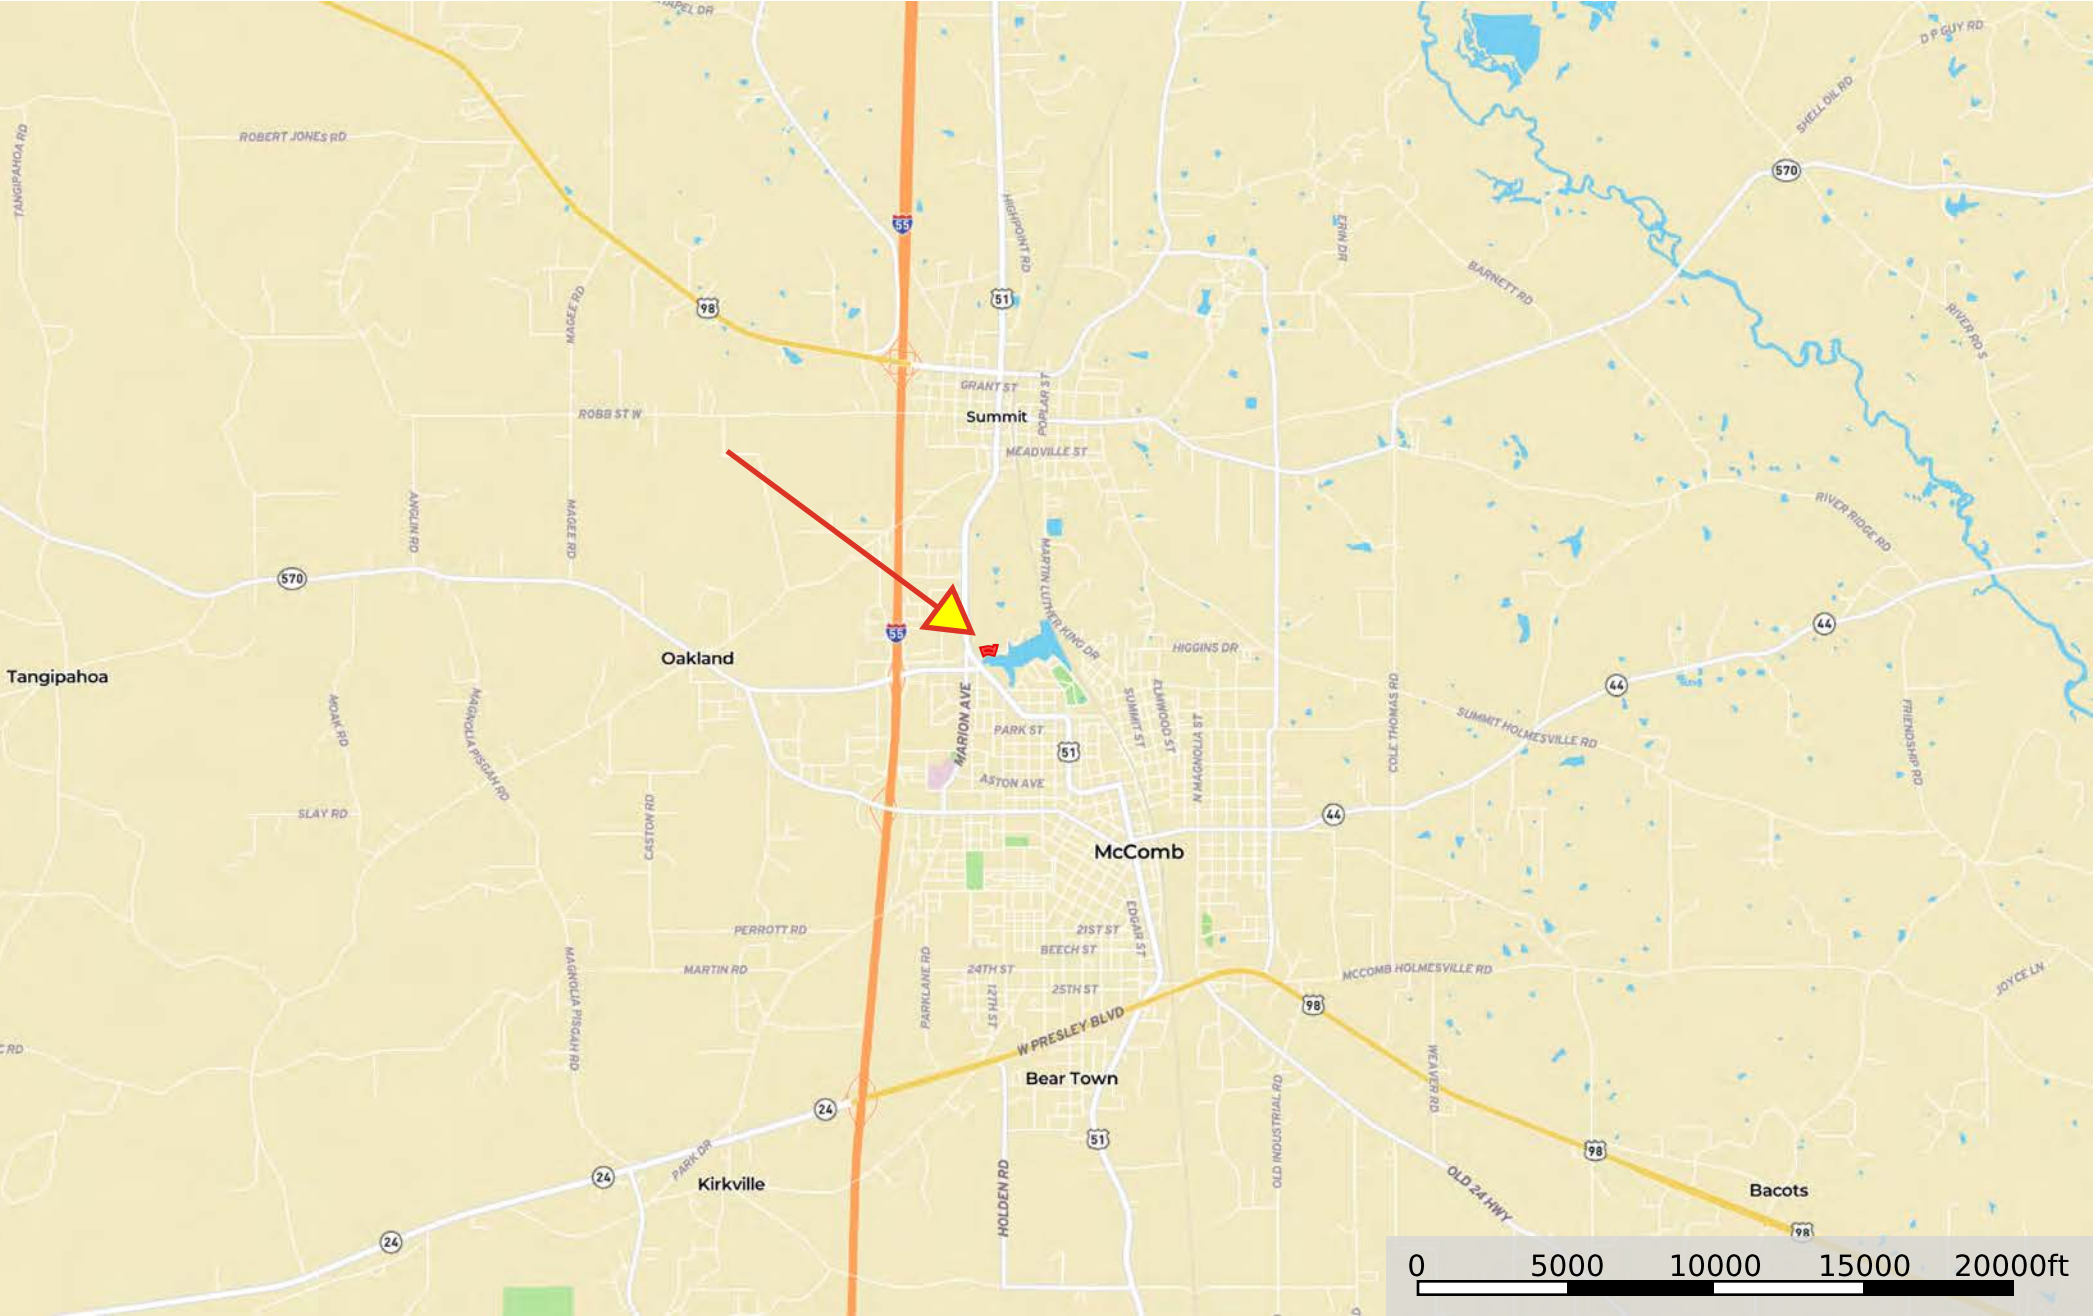 APEL DR
D P GUY RD
SHELL OIL RD
TANGIPAHOA RD
ROBERT JONES RD
570
55
HIGHPOINT RD
ERIN DR
BARNETT RD
MAGEE RD
98
51
RIVER RD S
GRANT ST
POPLAR ST
ROBB ST W
Summit
MEADVILLE ST
ANGLIN RD
MAGEE RD
RIVER RIDGE RD
MARTIN LUTHER KING DR
570
55
44
Oakland
HIGGINS DR
Tangipahoa
44
MOAK RD
MAGNOLIA PISGAH RD
MARION AVE
SUMMIT ST
ELMWOOD ST
N MAGNOLIA ST
COLE THOMAS RD
SUMMIT HOLMESVILLE RD
FRIENDSHIP RD
PARK ST
51
ASTON AVE
SLAY RD
CASTON RD
44
McComb
EDGAR ST
PERROTT RD
21ST ST
BEECH ST
MARTIN RD
24TH ST
MCCOMB HOLMESVILLE RD
JOYCE LN
MAGNOLIA PISGAH RD
PARKLANE RD
12TH ST
25TH ST
98
W PRESLEY BLVD
C RD
WEAVER RD
Bear Town
OLD INDUSTRIAL RD
24
51
98
PARK DR
24
Kirkville
HOLDEN RD
OLD 24 HWY
Bacots
98
24
0 5000 10000 15000 20000ft